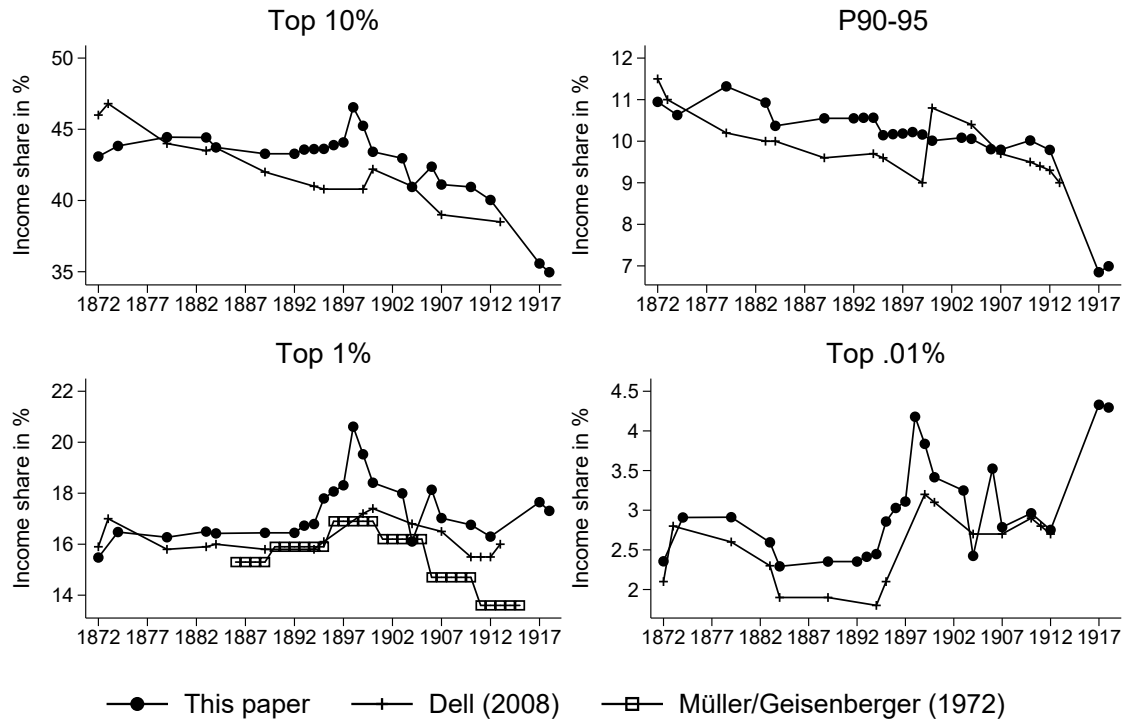 Top 10%
Income share in %
50
45
40
35
1872 1877 1882 1887 1892 1897 1902 1907 1912 1917
P90-95
Income share in %
12
11
10
9
8
7
1872 1877 1882 1887 1892 1897 1902 1907 1912 1917
Top 1%
Income share in %
22
20
18
16
14
1872 1877 1882 1887 1892 1897 1902 1907 1912 1917
Top .01%
Income share in %
4.5
4
3.5
3
2.5
2
1872 1877 1882 1887 1892 1897 1902 1907 1912 1917
This paper Dell (2008) Müller/Geisenberger (1972)